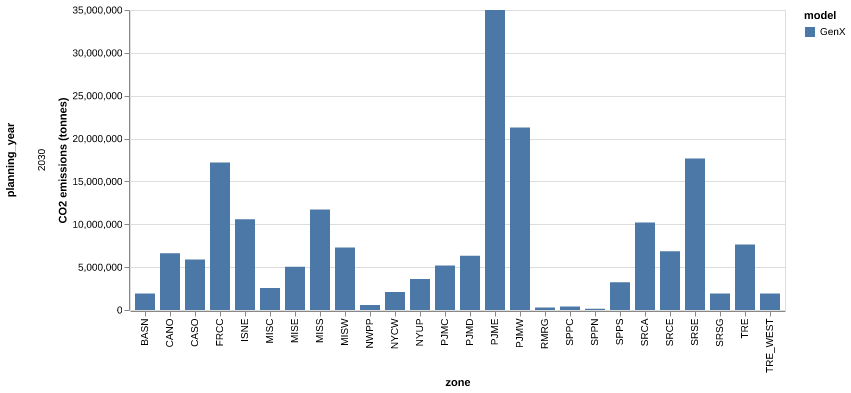 model
GenX
planning_year
2030
CO2 emissions (tonnes)
35,000,000
30,000,000
25,000,000
20,000,000
15,000,000
10,000,000
5,000,000
0
BASN
CANO
CASO
FRCC
ISNE
MISC
MISE
MISS
MISW
NWPP
NYCW
NYUP
PJMC
PJMD
PJME
PJMW
RMRG
SPPC
SPPN
SPPS
SRCA
SRCE
SRSE
SRSG
TRE
TRE_WEST
zone